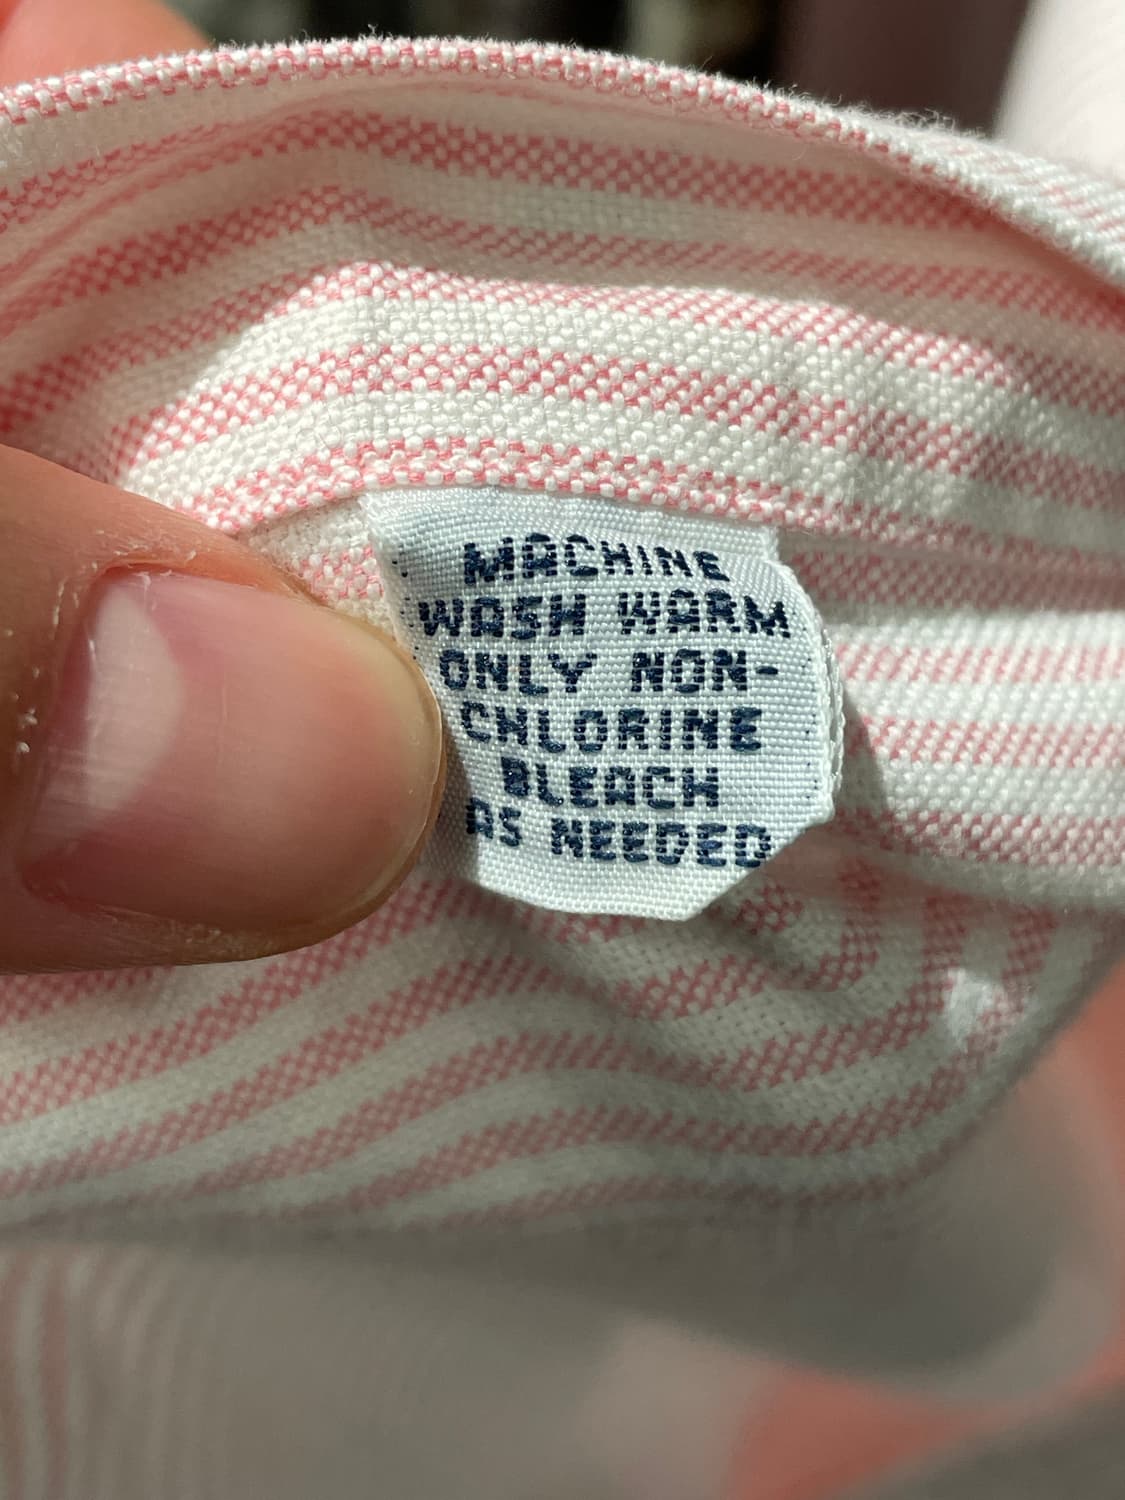 MACHINE
WASH WARM
ONLY NON-
CHLORINE
BLEACH
AS NEEDED